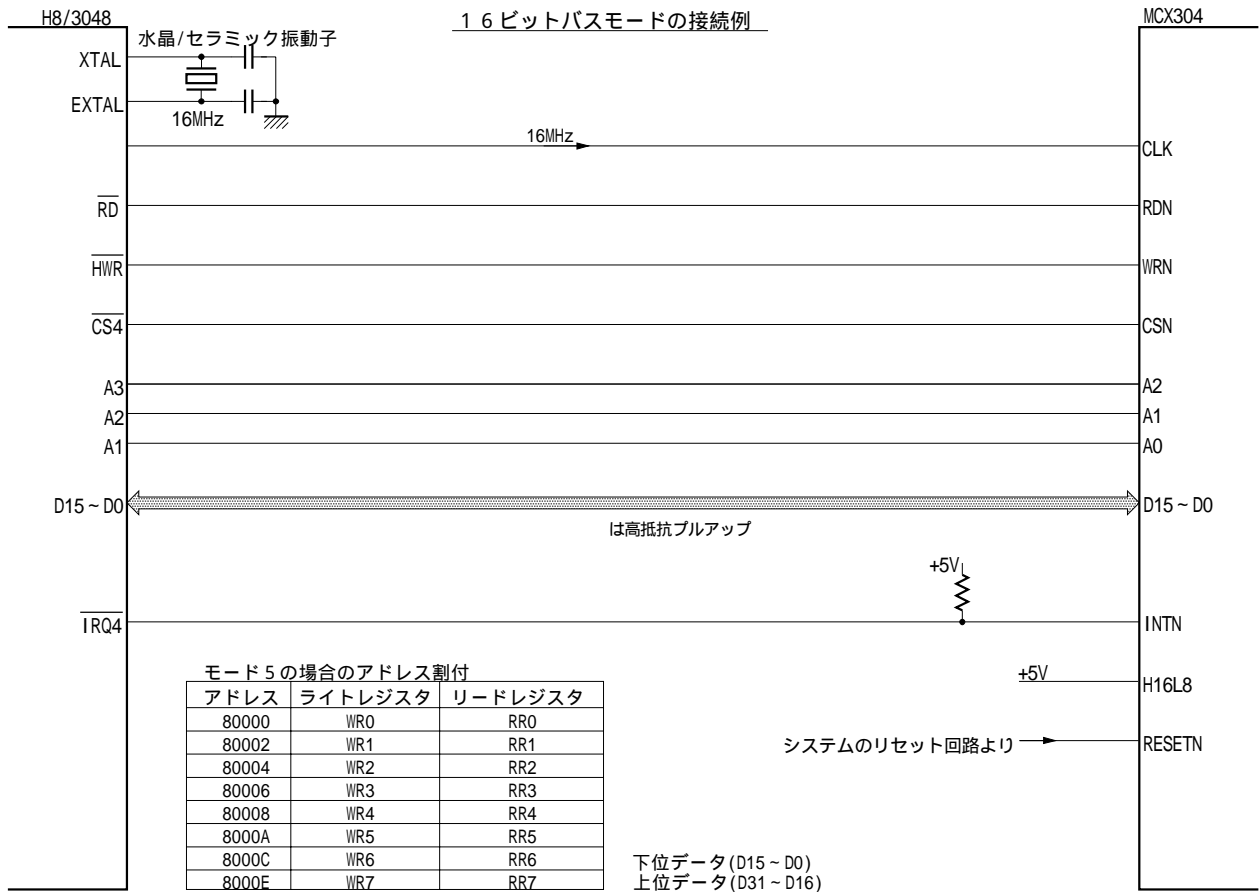 H8/3048
16ビットバスモードの接続例
MCX304
水晶/セラミック振動子
XTAL
EXTAL
16MHz
16MHz
CLK
RD
RDN
HWR
WRN
CS4
CSN
A3
A2
A2
A1
A1
A0
D15~D0
D15~D0
は高抵抗プルアップ
+5V
IRQ4
INTN
+5V
H16L8
システムのリセット回路より
RESETN
モード5の場合のアドレス割付
アドレス ライトレジスタ リードレジスタ
80000 WR0 RR0
80002 WR1 RR1
80004 WR2 RR2
80006 WR3 RR3
80008 WR4 RR4
8000A WR5 RR5
8000C WR6 RR6
8000E WR7 RR7
下位データ(D15~D0)
上位データ(D31~D16)